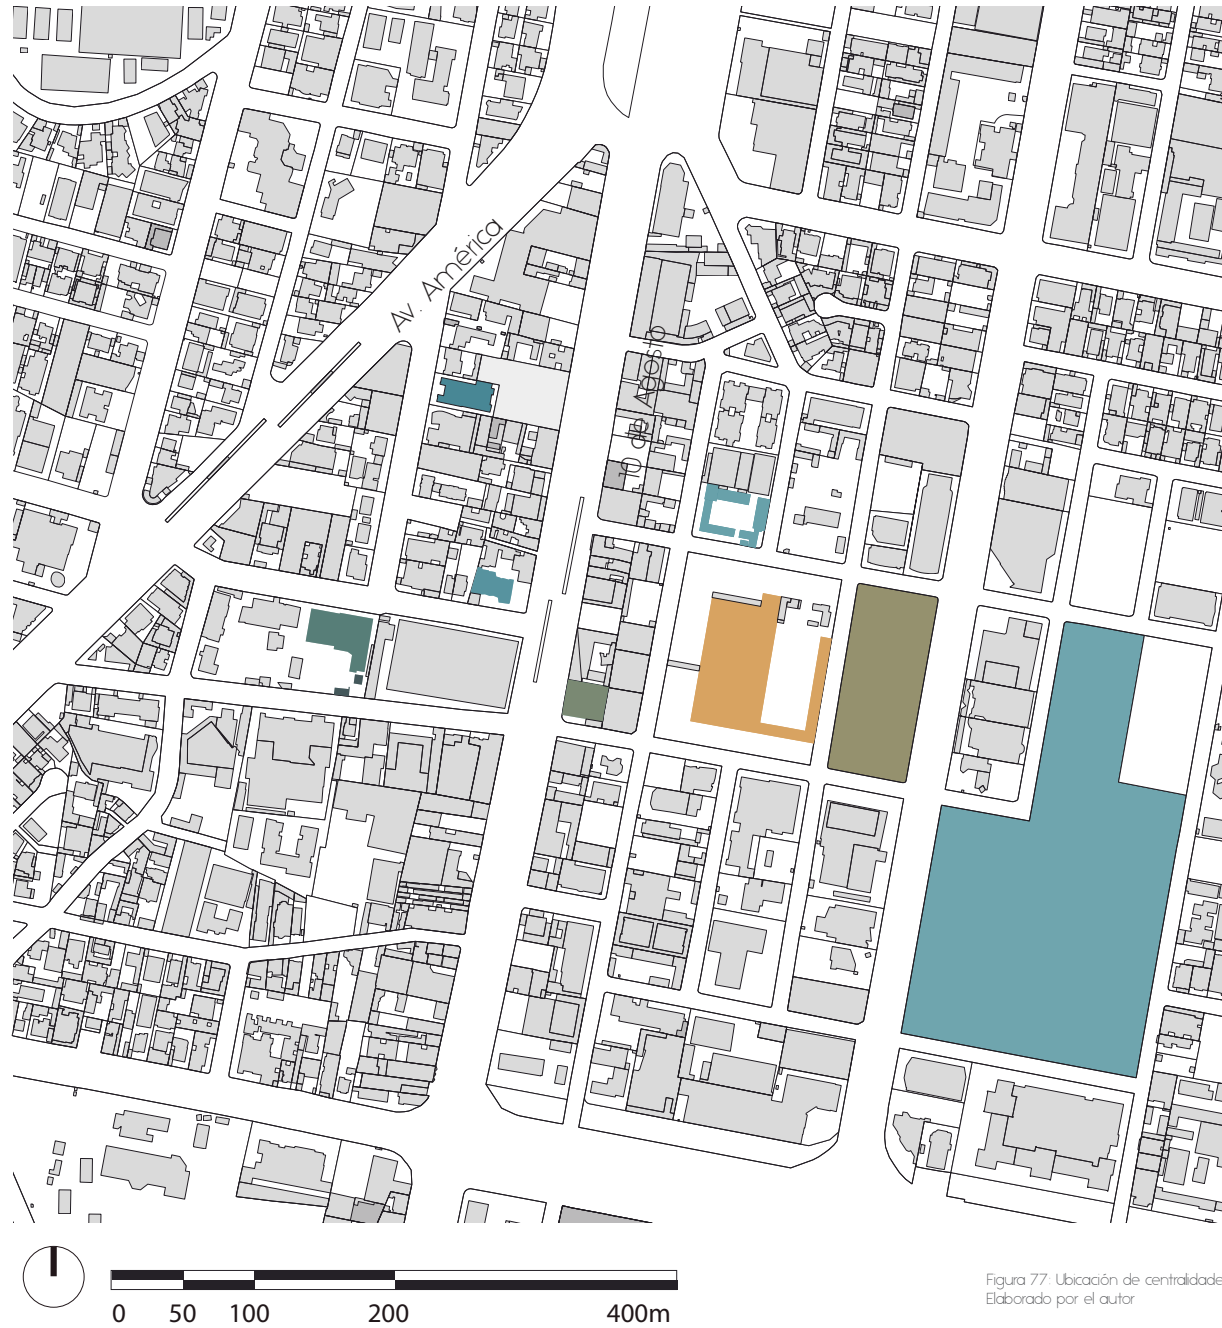 Av. América
10 de Agosto
0 50 100 200 400m
Figura 77: Ubicación de centralidade
Elaborado por el autor